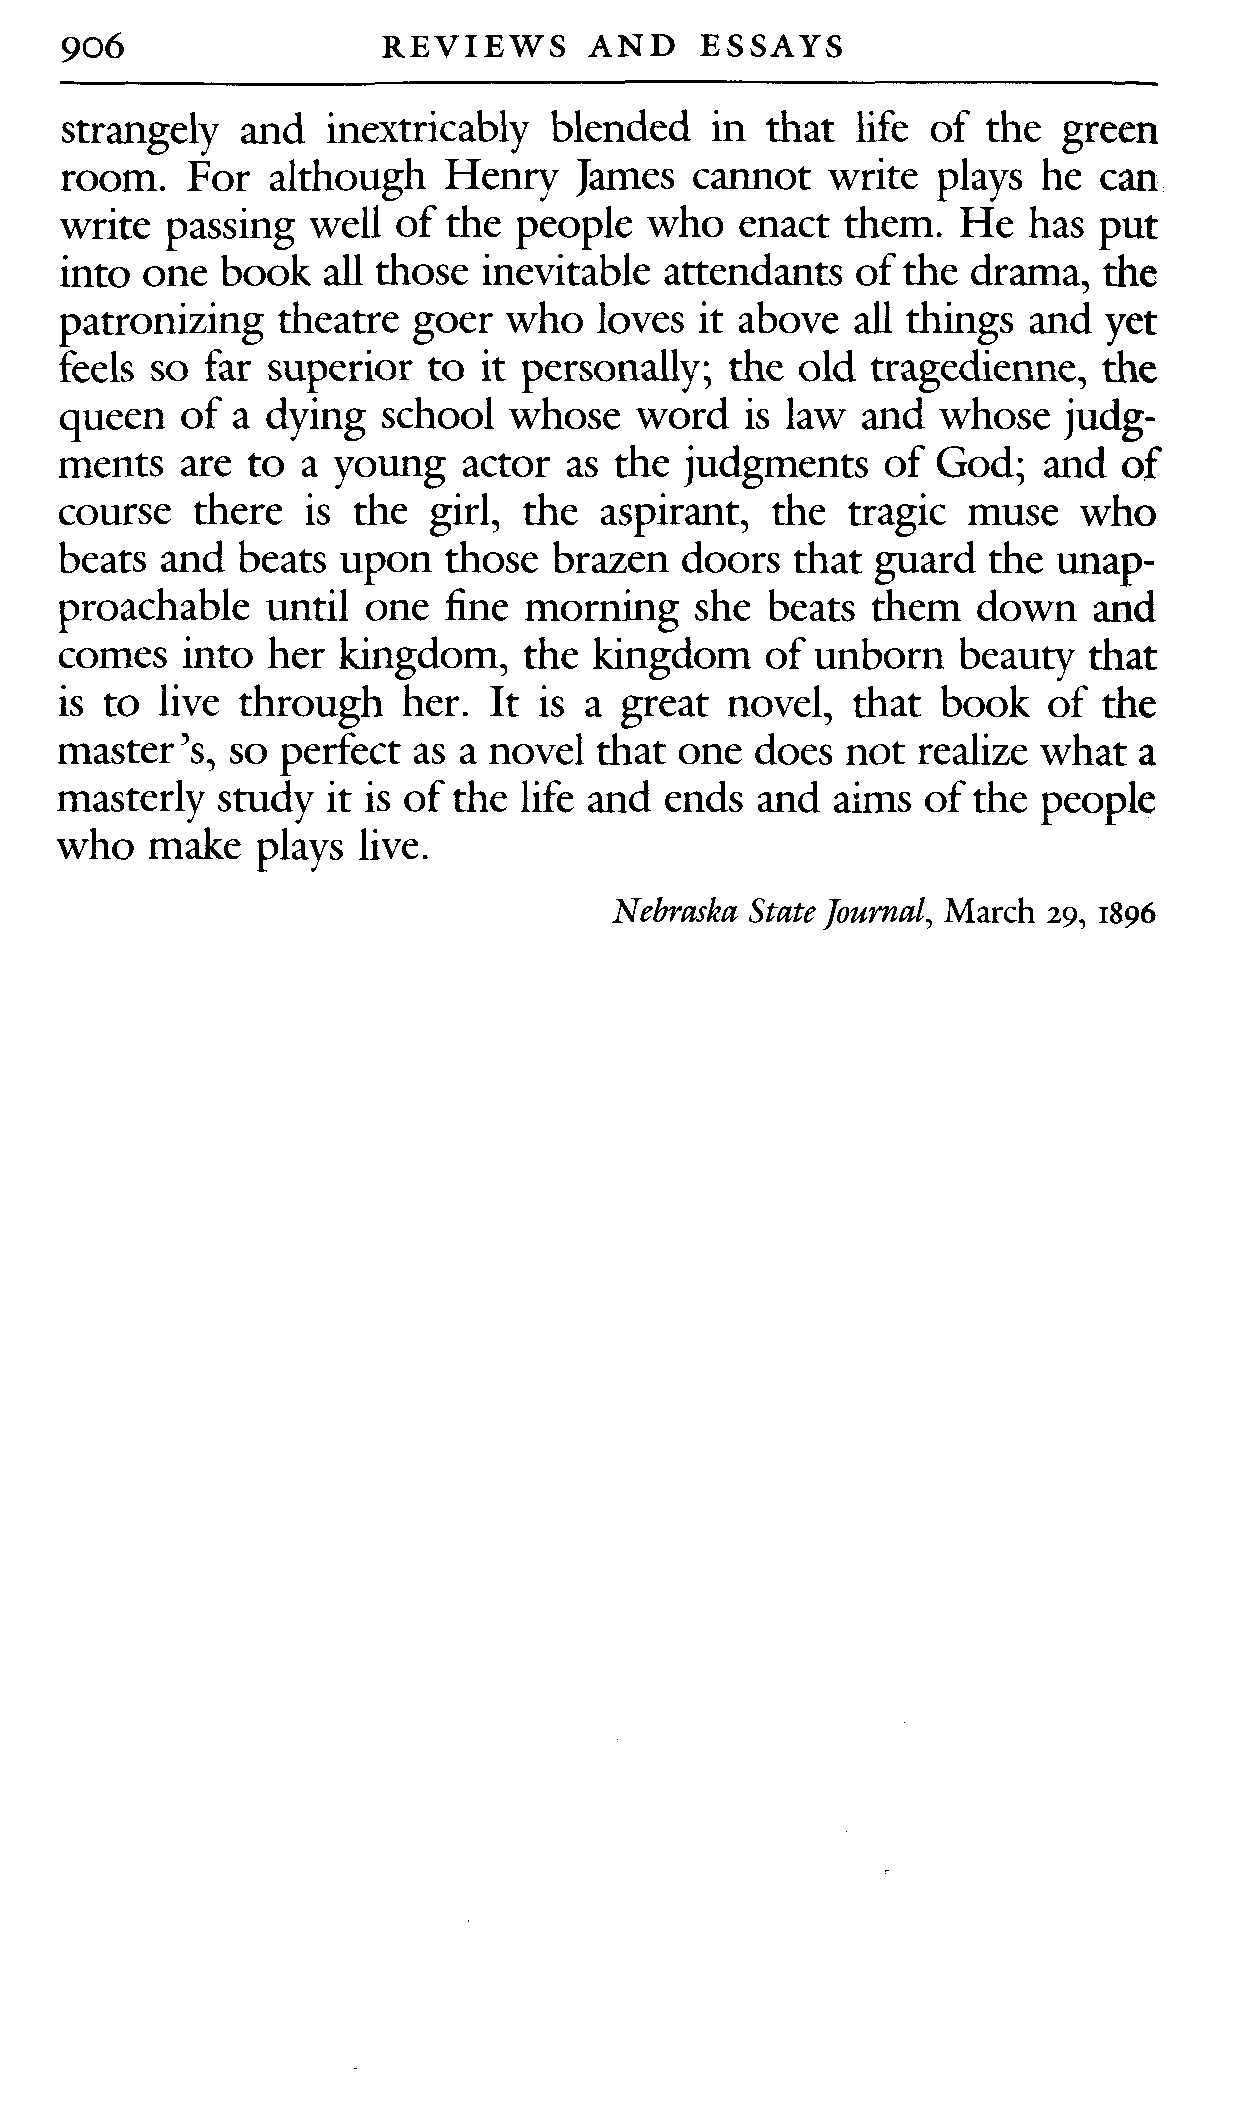 906 REVIEWS AND ESSAYS
strangely and inextricably blended in that life of the green
room. For although Henry James cannot write plays he can
write passing well of the people who enact them. He has put
into one book all those inevitable attendants of the drama, the
patronizing theatre goer who loves it above all things and yet
feels so far superior to it personally; the old tragedienne, the
queen of a dying school whose word is law and whose judg-
ments are to a young actor as the judgments of God; and of
course there is the girl, the aspirant, the tragic muse who
beats and beats upon those brazen doors that guard the unap-
proachable until one fine morning she beats them down and
comes into her kingdom, the kingdom of unborn beauty that
is to live through her. It is a great novel, that book of the
master's, so perfect as a novel that one does not realize what a
masterly study it is of the life and ends and aims of the people
who make plays live.
Nebraska State Journal, March 29, 1896